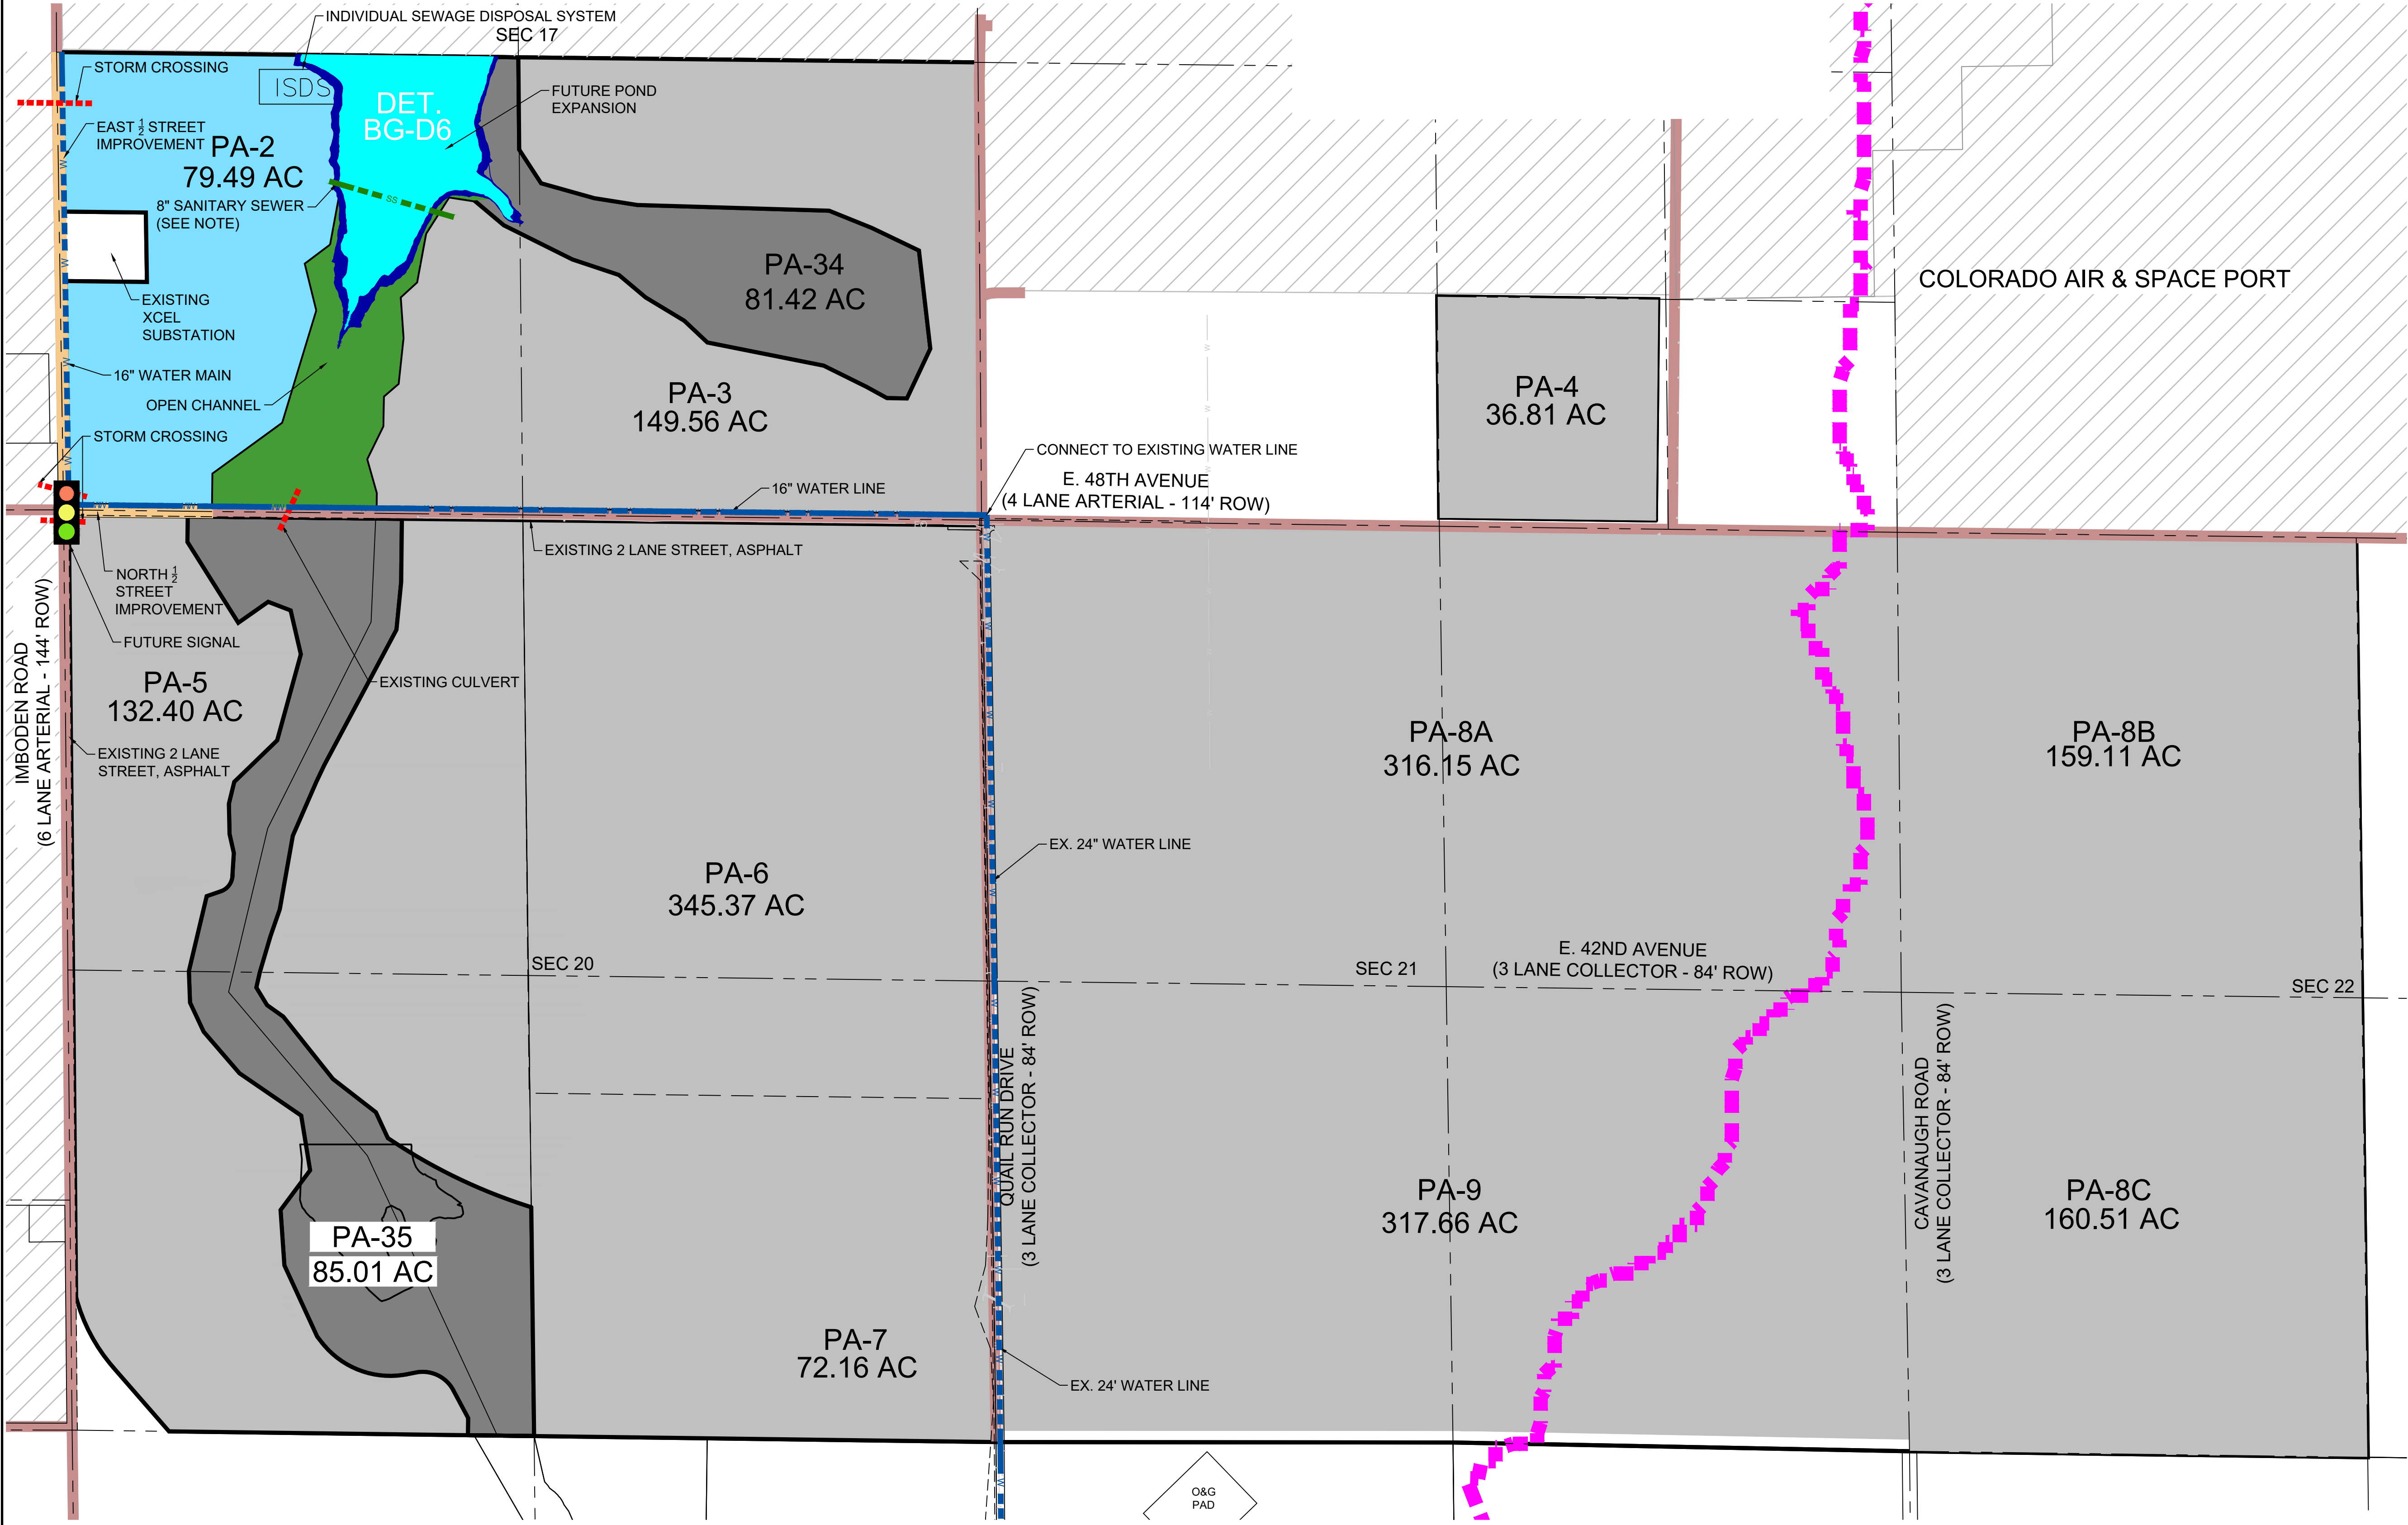 INDIVIDUAL SEWAGE DISPOSAL SYSTEM
SEC 17
STORM CROSSING
ISDS
DET.
BG-D6
FUTURE POND
EXPANSION
EAST 1/2 STREET
IMPROVEMENT
PA-2
79.49 AC
8" SANITARY SEWER
(SEE NOTE)
SS
EXISTING
XCEL
SUBSTATION
16" WATER MAIN
OPEN CHANNEL
STORM CROSSING
PA-34
81.42 AC
PA-3
149.56 AC
COLORADO AIR & SPACE PORT
PA-4
36.81 AC
CONNECT TO EXISTING WATER LINE
E. 48TH AVENUE
(4 LANE ARTERIAL - 114' ROW)
16" WATER LINE
EXISTING 2 LANE STREET, ASPHALT
NORTH 1/2
STREET
IMPROVEMENT
FUTURE SIGNAL
IMBODEN ROAD
(6 LANE ARTERIAL - 144' ROW)
PA-5
132.40 AC
EXISTING CULVERT
EXISTING 2 LANE
STREET, ASPHALT
PA-8A
316.15 AC
PA-8B
159.11 AC
EX. 24" WATER LINE
PA-6
345.37 AC
SEC 20
SEC 21
E. 42ND AVENUE
(3 LANE COLLECTOR - 84' ROW)
SEC 22
QUAIL RUN DRIVE
(3 LANE COLLECTOR - 84' ROW)
CAVANAUGH ROAD
(3 LANE COLLECTOR - 84' ROW)
PA-9
317.66 AC
PA-8C
160.51 AC
PA-35
85.01 AC
PA-7
72.16 AC
EX. 24' WATER LINE
O&G
PAD